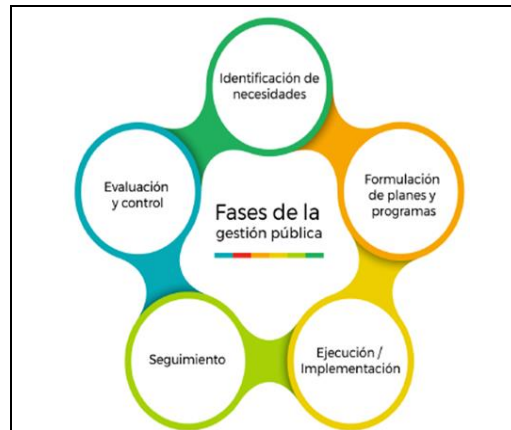 Identificación de
necesidades
Formulación
de planes y
programas
Ejecución /
Implementación
Seguimiento
Evaluación
y control
Fases de la
gestión pública